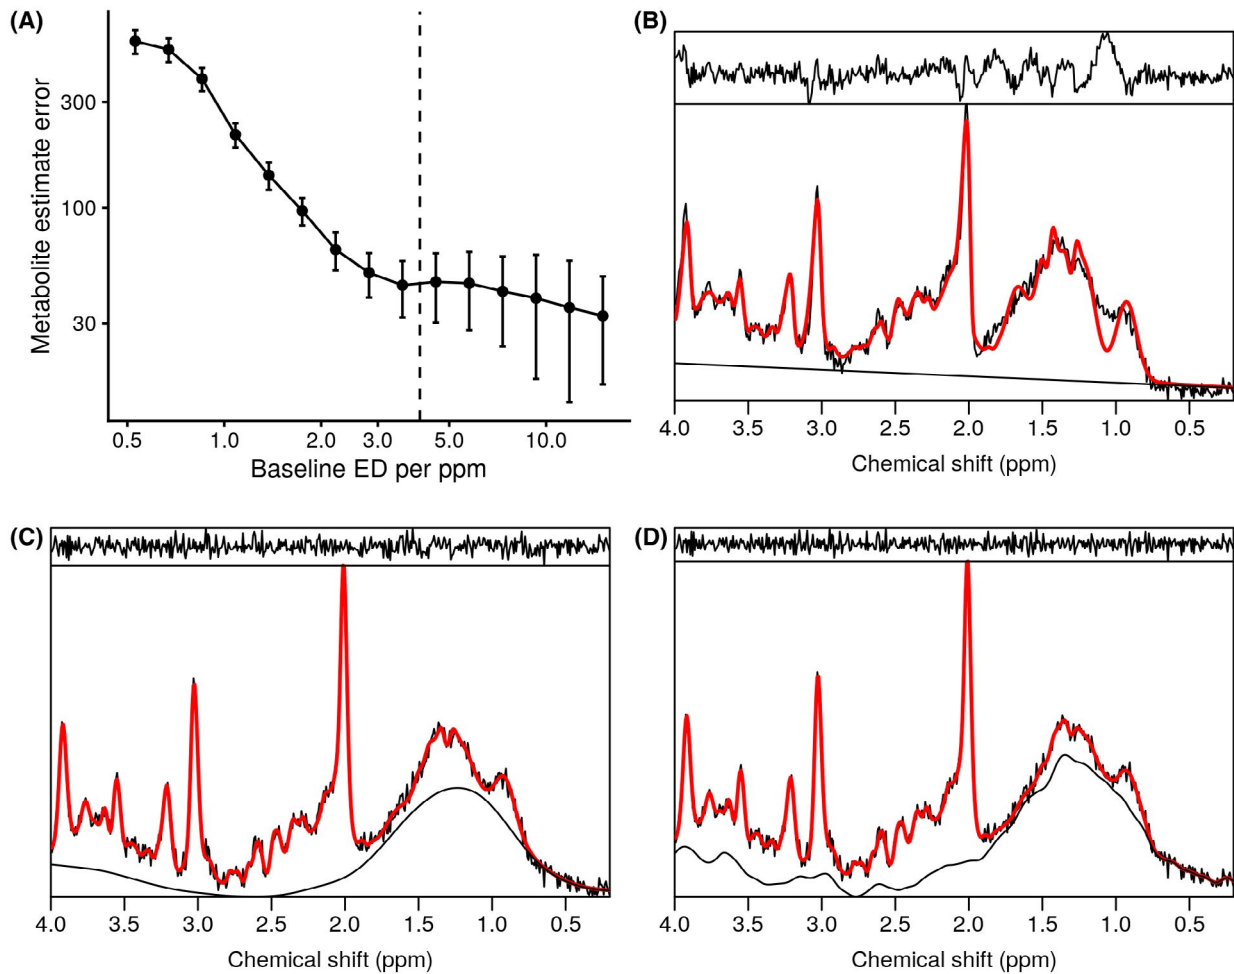 (A)
Metabolite estimate error
300
100
30
0.5 1.0 2.0 3.0 5.0 10.0
Baseline ED per ppm
(B)
4.0 3.5 3.0 2.5 2.0 1.5 1.0 0.5
Chemical shift (ppm)
(C)
4.0 3.5 3.0 2.5 2.0 1.5 1.0 0.5
Chemical shift (ppm)
(D)
4.0 3.5 3.0 2.5 2.0 1.5 1.0 0.5
Chemical shift (ppm)